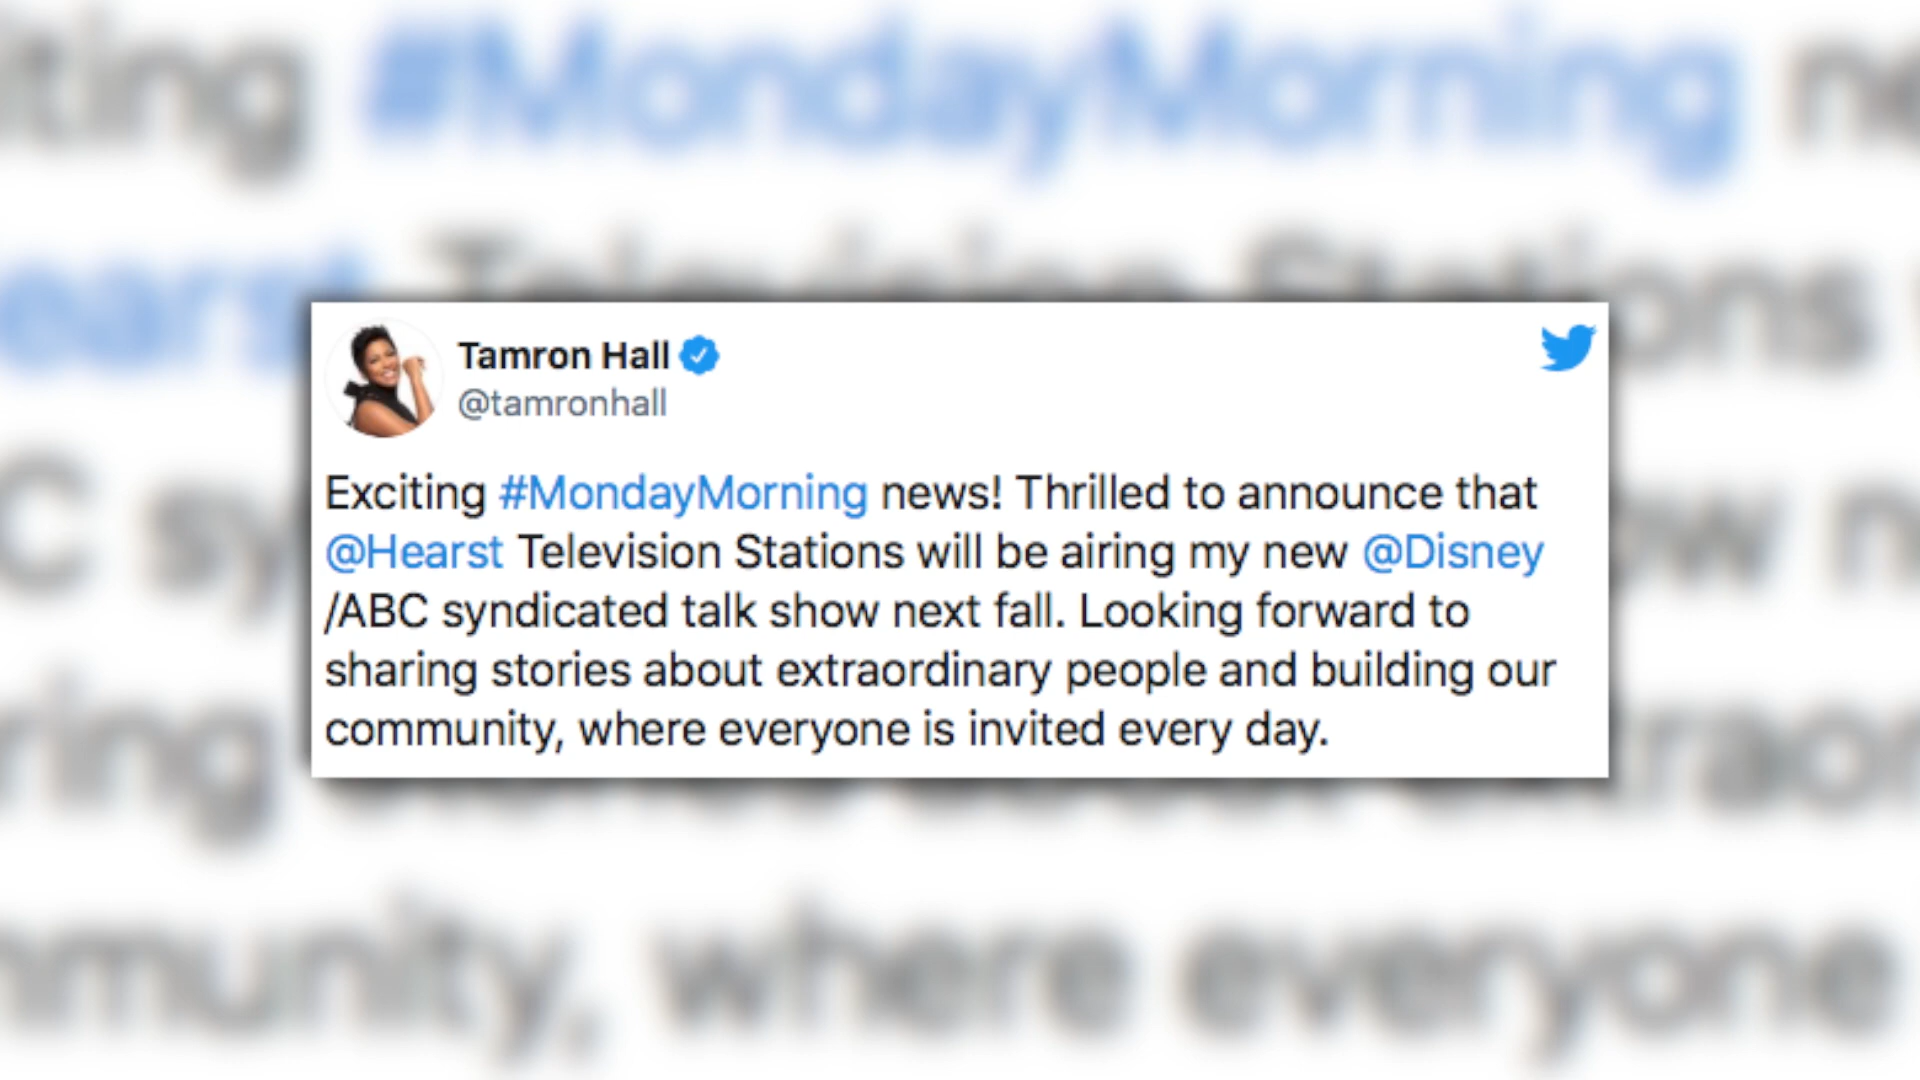 Tamron Hall
@tamronhall
Exciting #MondayMorning news! Thrilled to announce that
@Hearst Television Stations will be airing my new @Disney
/ABC syndicated talk show next fall. Looking forward to
sharing stories about extraordinary people and building our
community, where everyone is invited every day.